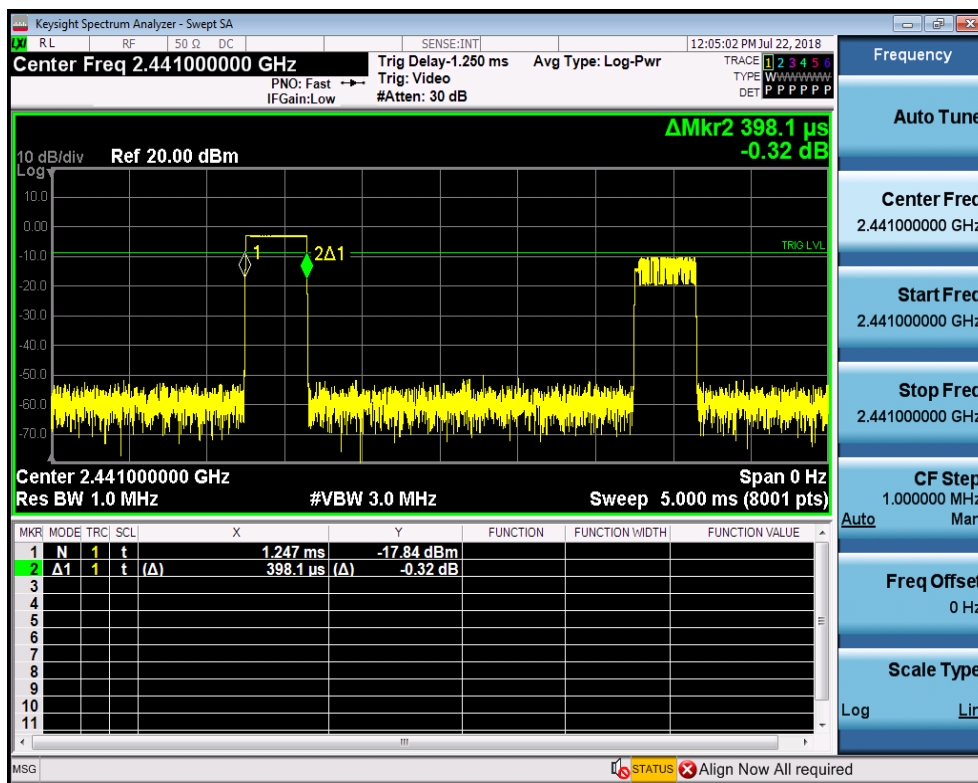 Keysight Spectrum Analyzer - Swept SA
LXI RL RF 50 Ω DC SENSE:INT 12:05:02 PM Jul 22, 2018
Center Freq 2.441000000 GHz
PNO: Fast
IFGain:Low
Trig Delay-1.250 ms
Trig: Video
#Atten: 30 dB
Avg Type: Log-Pwr
TRACE 1 2 3 4 5 6
TYPE WWWWWW
DET P P P P P P
ΔMkr2 398.1 µs
-0.32 dB
10 dB/div Ref 20.00 dBm
Log
10.0
0.00
-10.0
-20.0
-30.0
-40.0
-50.0
-60.0
-70.0
1
2Δ1
TRIG LVL
Center 2.441000000 GHz Span 0 Hz
Res BW 1.0 MHz #VBW 3.0 MHz Sweep 5.000 ms (8001 pts)
MKR MODE TRC SCL X Y FUNCTION FUNCTION WIDTH FUNCTION VALUE
1 N 1 t 1.247 ms -17.84 dBm
2 Δ1 1 t (Δ) 398.1 µs (Δ) -0.32 dB
3
4
5
6
7
8
9
10
11
MSG STATUS Align Now All required
Frequency
Auto Tune
Center Freq
2.441000000 GHz
Start Freq
2.441000000 GHz
Stop Freq
2.441000000 GHz
CF Step
1.000000 MHz
Auto Man
Freq Offset
0 Hz
Scale Type
Log Lin